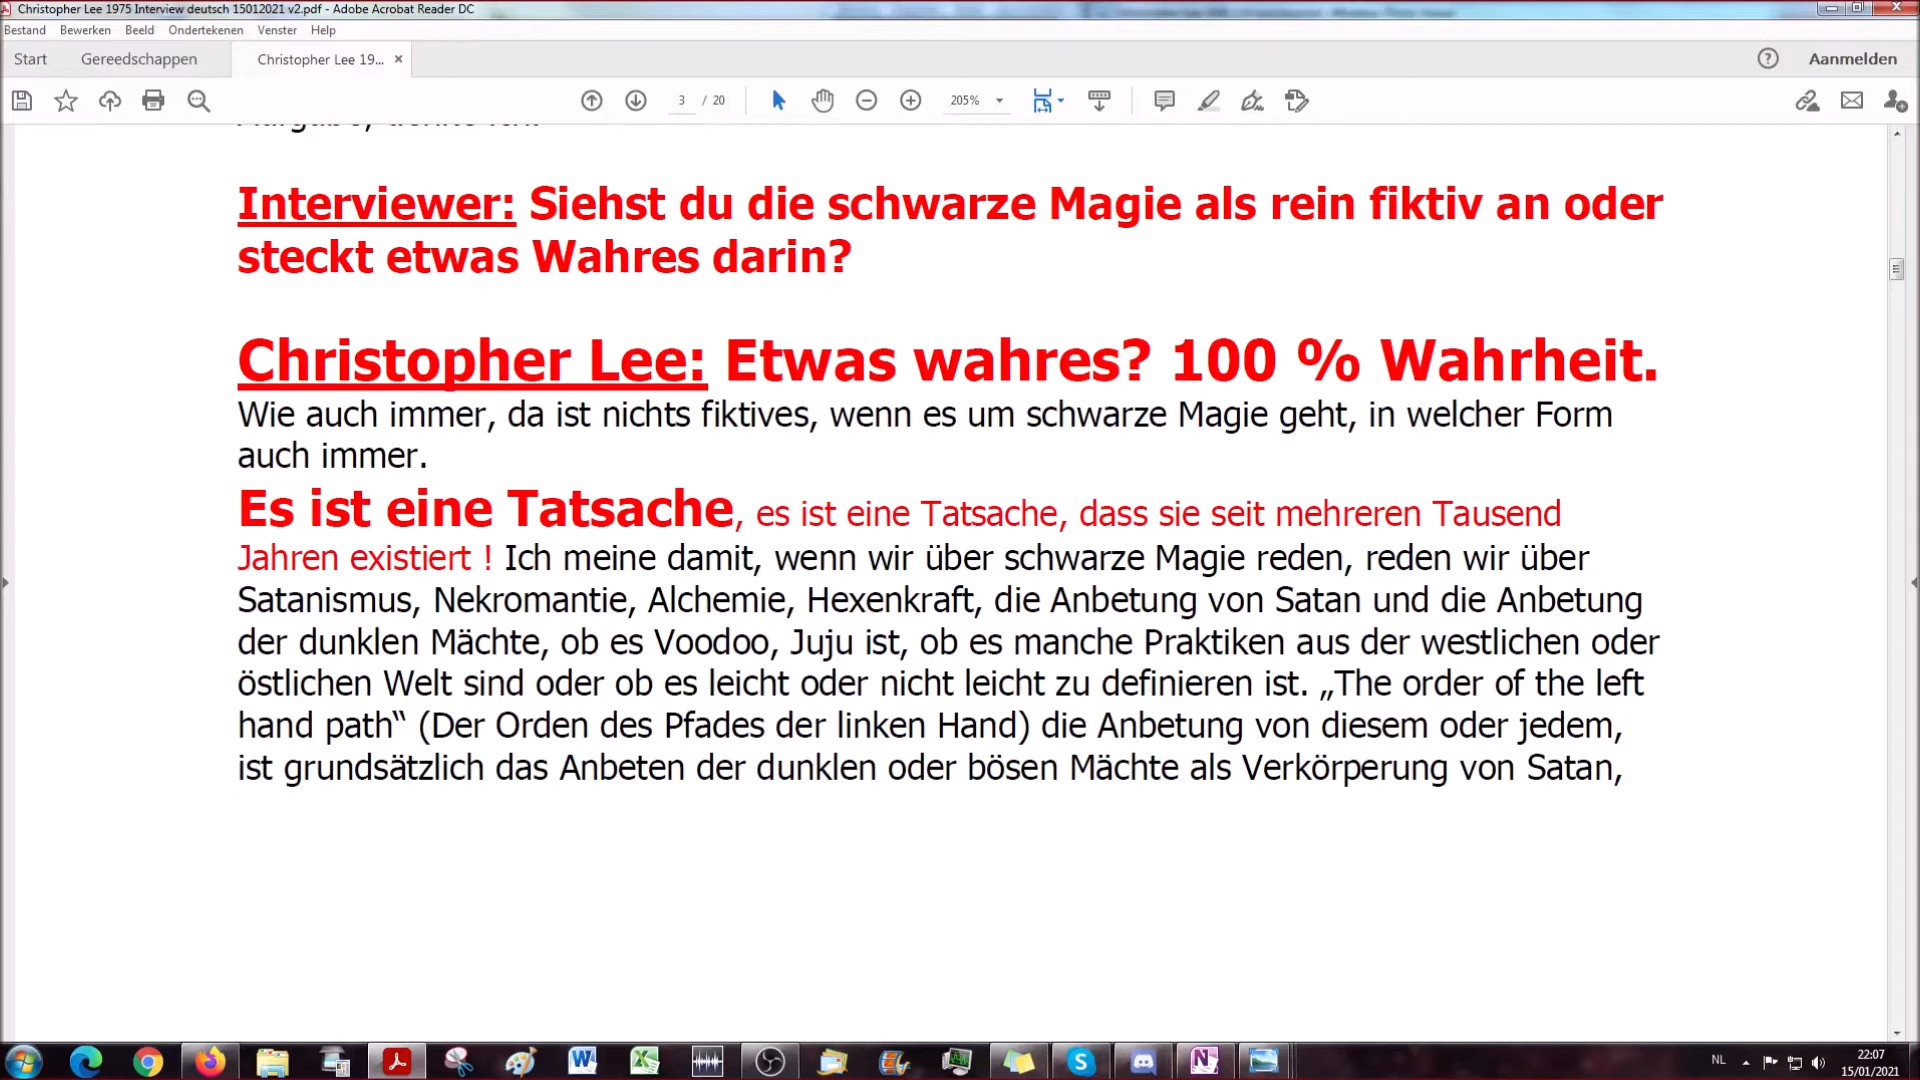 Christopher Lee 1975 Interview deutsch 15012021 v2.pdf - Adobe Acrobat Reader DC
Bestand Bewerken Beeld Ondertekenen Venster Help
Start Gereedschappen Christopher Lee 19... × Aanmelden
3 / 20 205%
Interviewer: Siehst du die schwarze Magie als rein fiktiv an oder
steckt etwas Wahres darin?
Christopher Lee: Etwas wahres? 100 % Wahrheit.
Wie auch immer, da ist nichts fiktives, wenn es um schwarze Magie geht, in welcher Form
auch immer.
Es ist eine Tatsache, es ist eine Tatsache, dass sie seit mehreren Tausend
Jahren existiert ! Ich meine damit, wenn wir über schwarze Magie reden, reden wir über
Satanismus, Nekromantie, Alchemie, Hexenkraft, die Anbetung von Satan und die Anbetung
der dunklen Mächte, ob es Voodoo, Juju ist, ob es manche Praktiken aus der westlichen oder
östlichen Welt sind oder ob es leicht oder nicht leicht zu definieren ist. „The order of the left
hand path“ (Der Orden des Pfades der linken Hand) die Anbetung von diesem oder jedem,
ist grundsätzlich das Anbeten der dunklen oder bösen Mächte als Verkörperung von Satan,
NL 22:07
15/01/2021